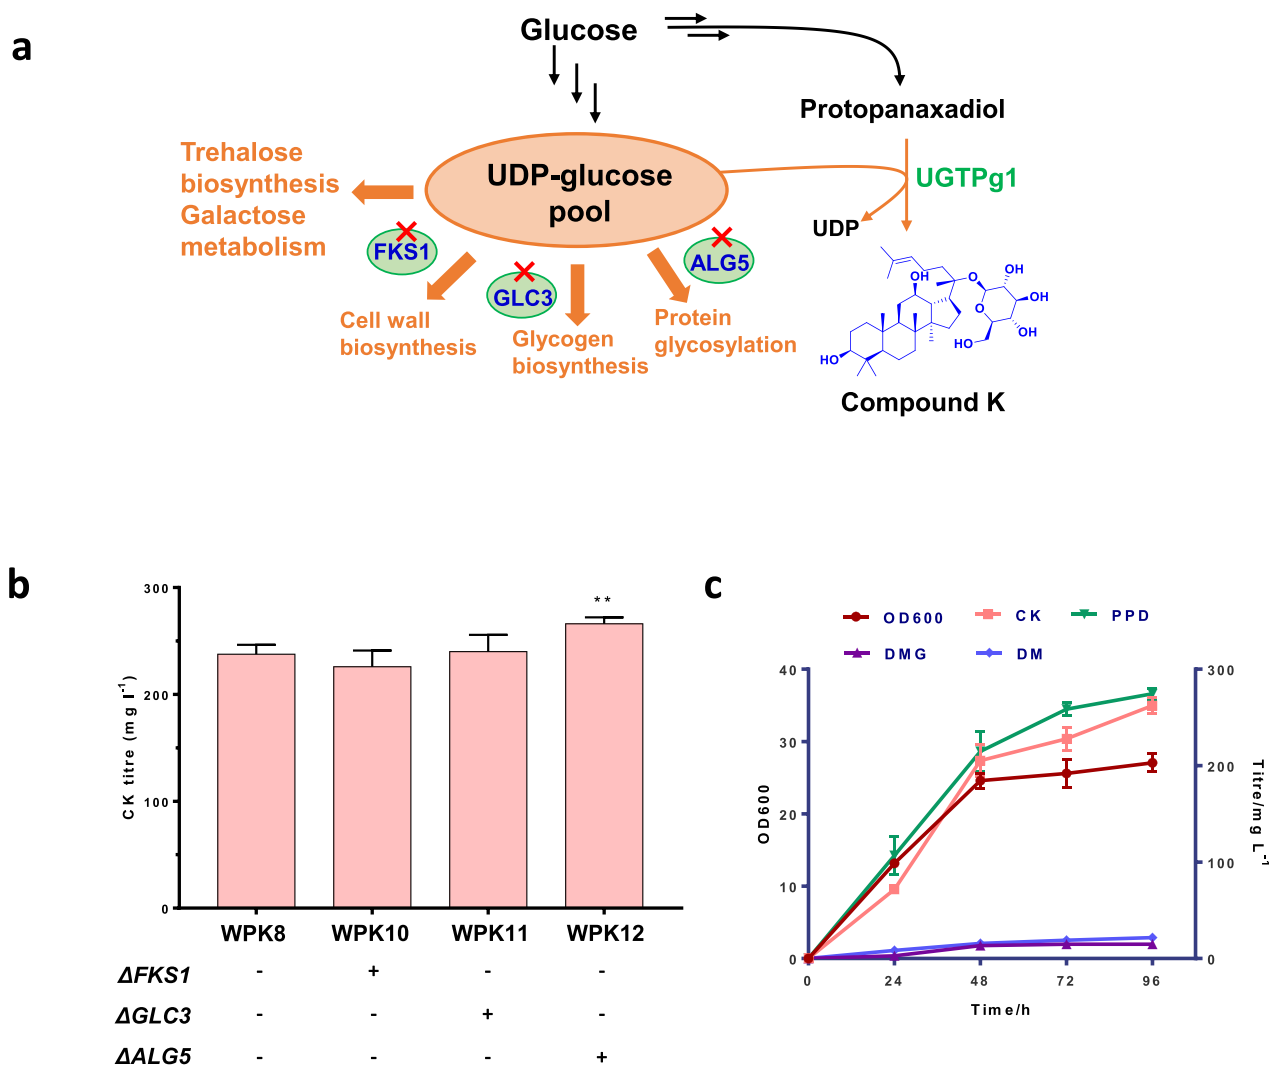 a
Glucose
Protopanaxadiol
Trehalose
biosynthesis
Galactose
metabolism
UDP-glucose
pool
UGTPg1
UDP
FKS1
GLC3
ALG5
Cell wall
biosynthesis
Glycogen
biosynthesis
Protein
glycosylation
OH
O
OH
OH
O
OH
HO
HO
Compound K
b
CK titre (mg l-1)
300
200
100
0
**
WPK8 WPK10 WPK11 WPK12
ΔFKS1 - + - -
ΔGLC3 - - + -
ΔALG5 - - - +
c
OD600 CK PPD
DMG DM
OD600
40
30
20
10
0
300
200
100
0
Titre/mg L-1
0 24 48 72 96
Time/h